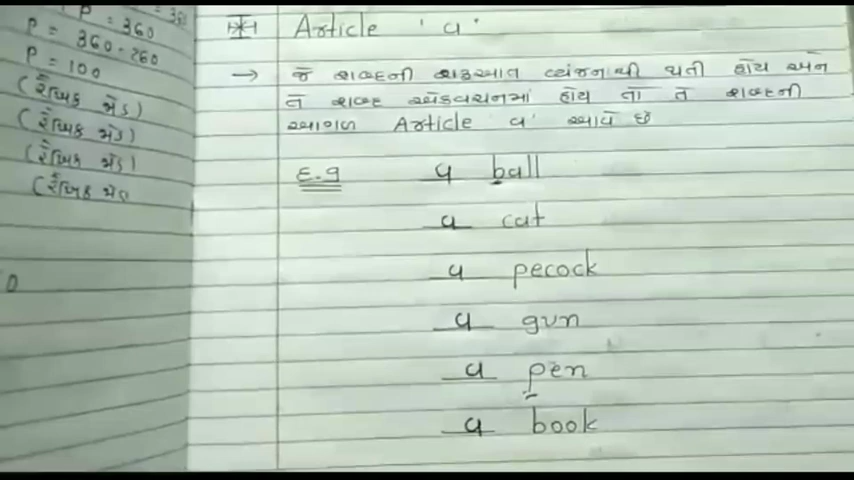 P = 360
P = 360 - 260
P = 100
(રૈખિક જોડ)
(રૈખિક જોડ)
(રૈખિક જોડ)
(રૈખિક જોડ
0
Article 'a'
→ જે શબ્દની શરૂઆત વ્યંજનથી થતી હોય અને
તે શબ્દ એકવચનમાં હોય તો તે શબ્દની
આગળ Article 'a' આવે છે
E.g a ball
a cat
a pecock
a gun
a pen
a book